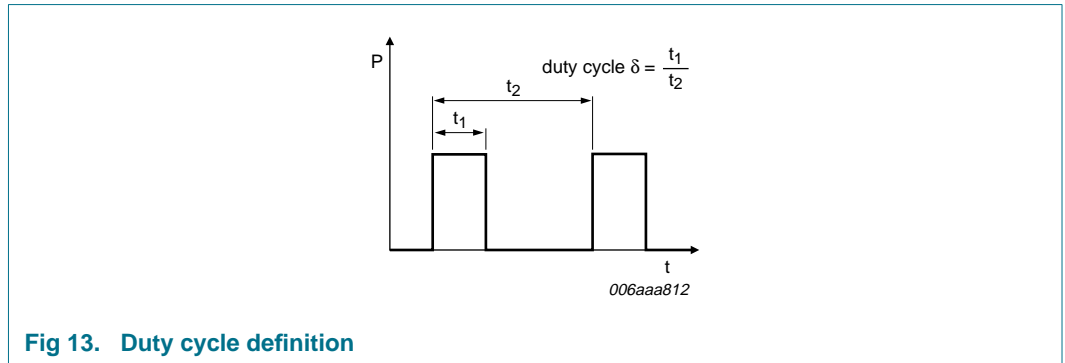 P
duty cycle δ = t1
t2
t2
t1
t
006aaa812
Fig 13. Duty cycle definition